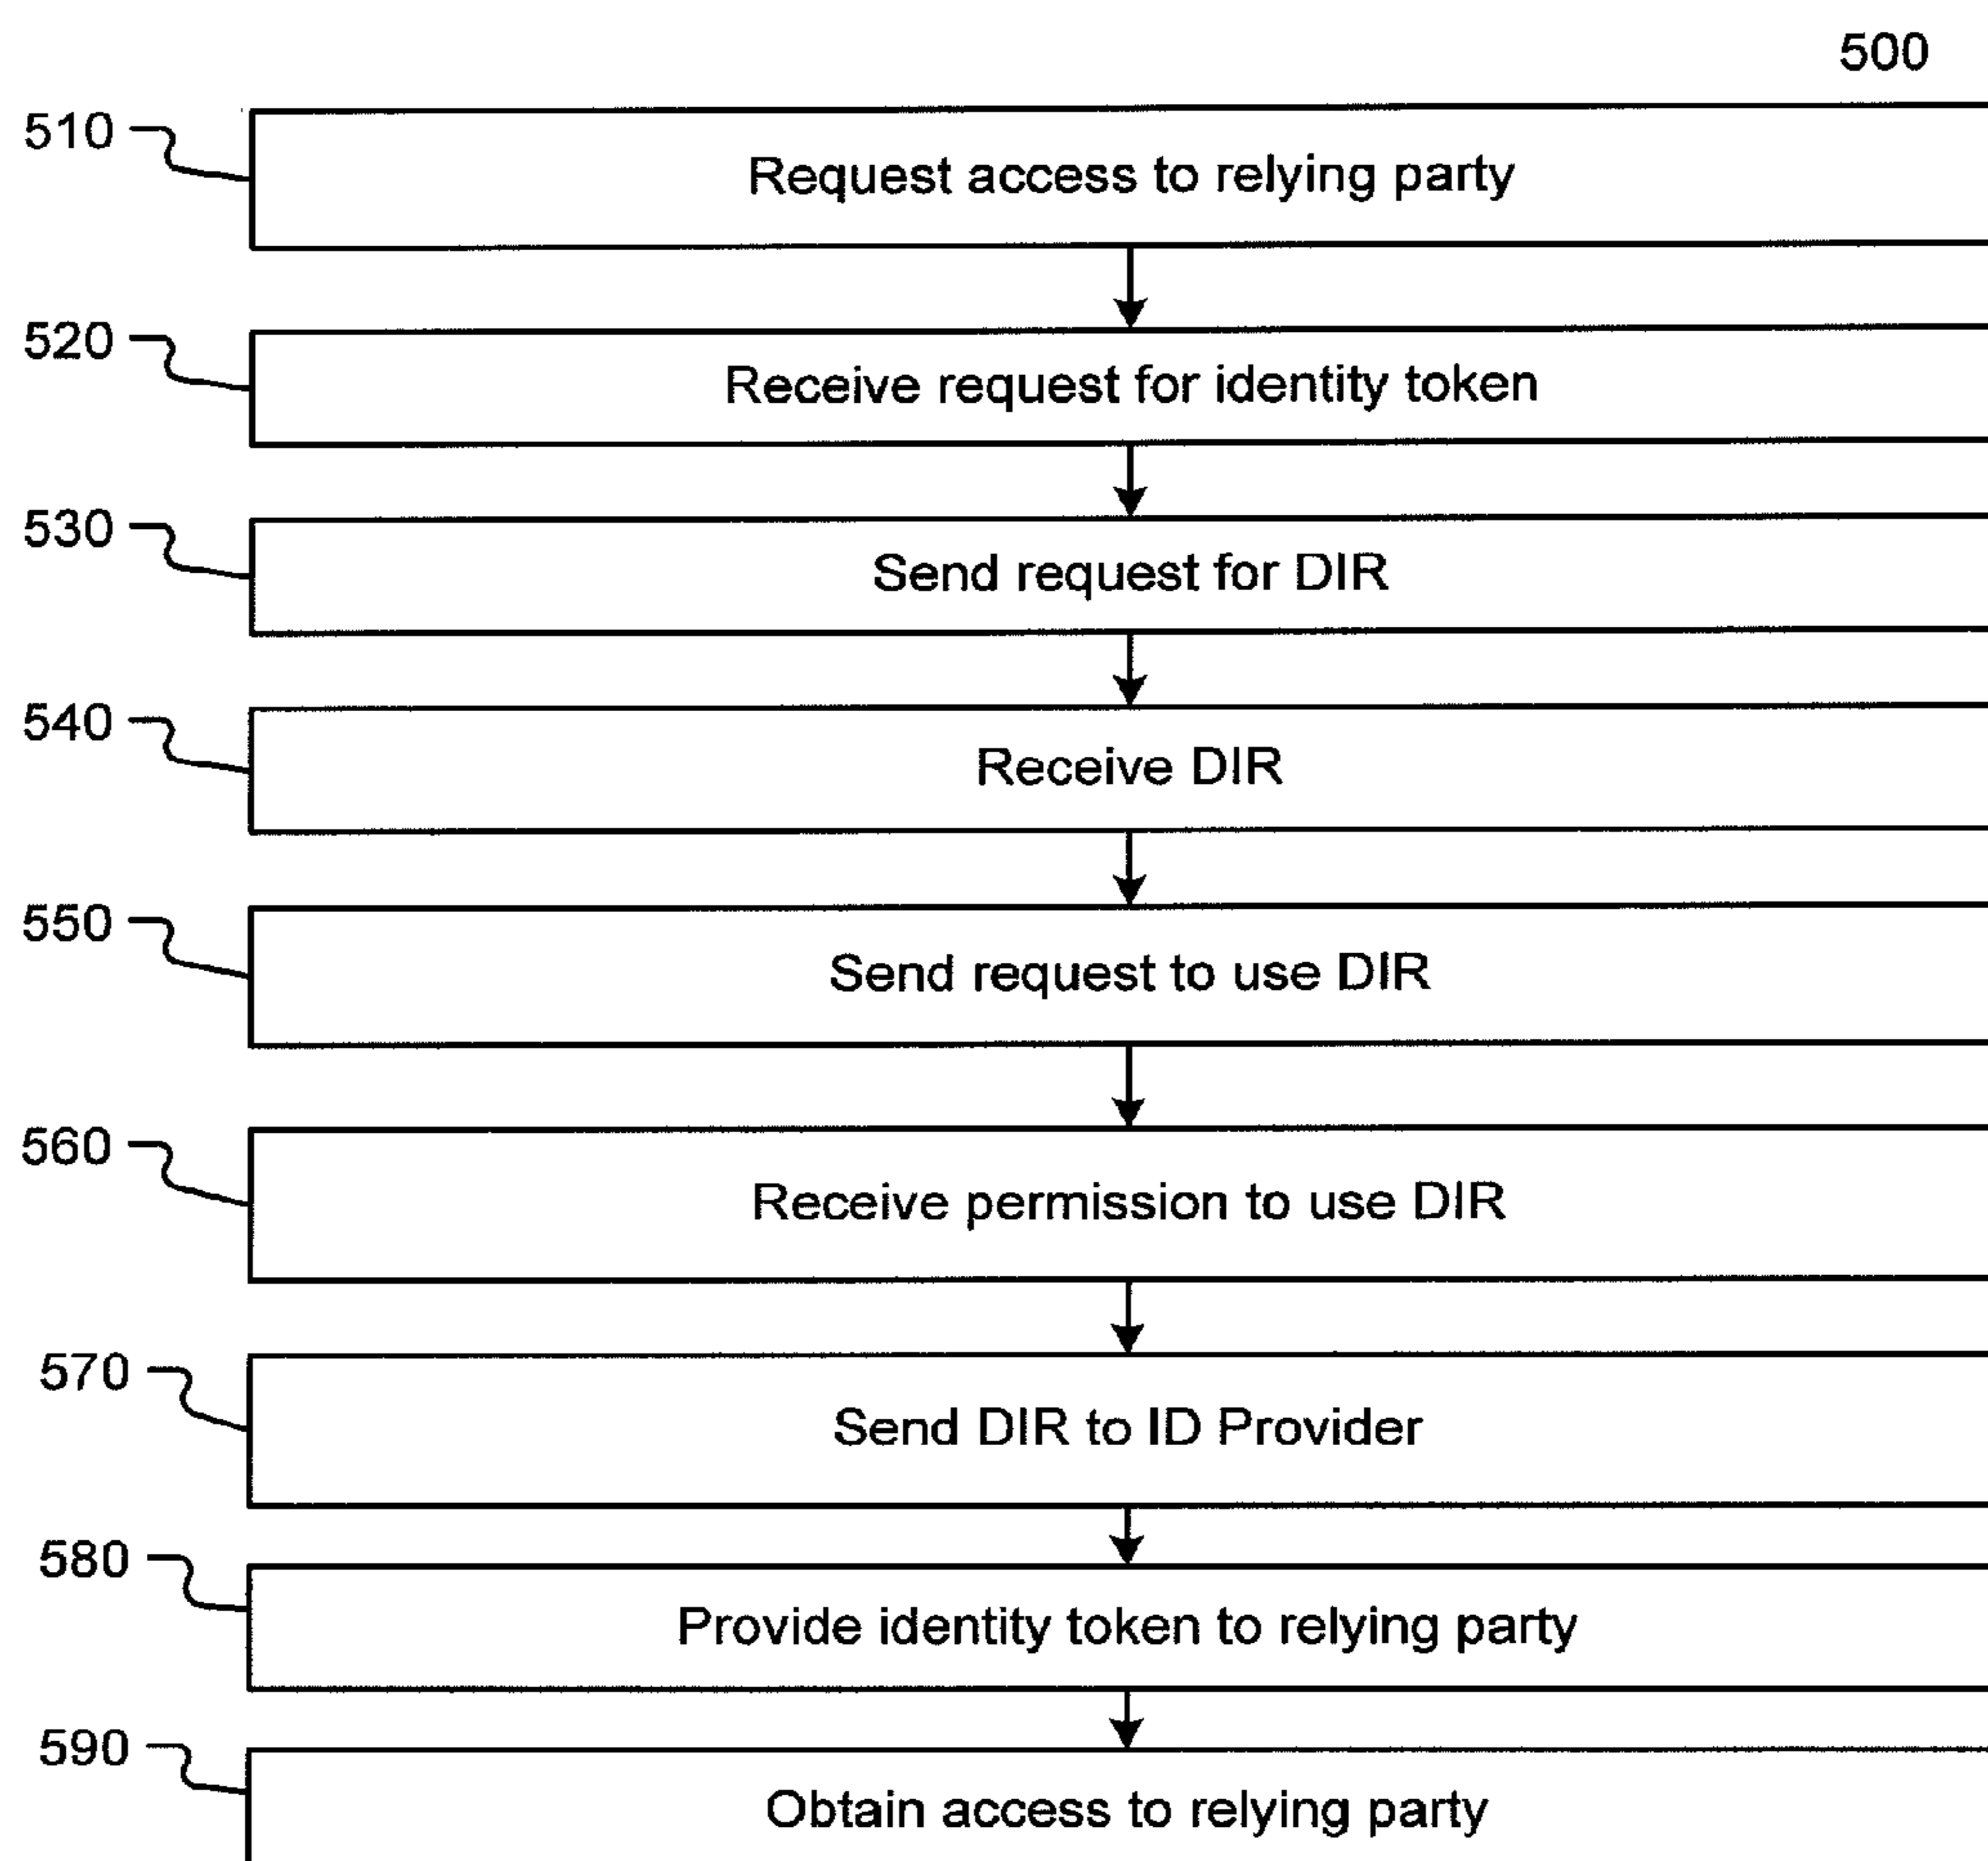 500
510 Request access to relying party
520 Receive request for identity token
530 Send request for DIR
540 Receive DIR
550 Send request to use DIR
560 Receive permission to use DIR
570 Send DIR to ID Provider
580 Provide identity token to relying party
590 Obtain access to relying party